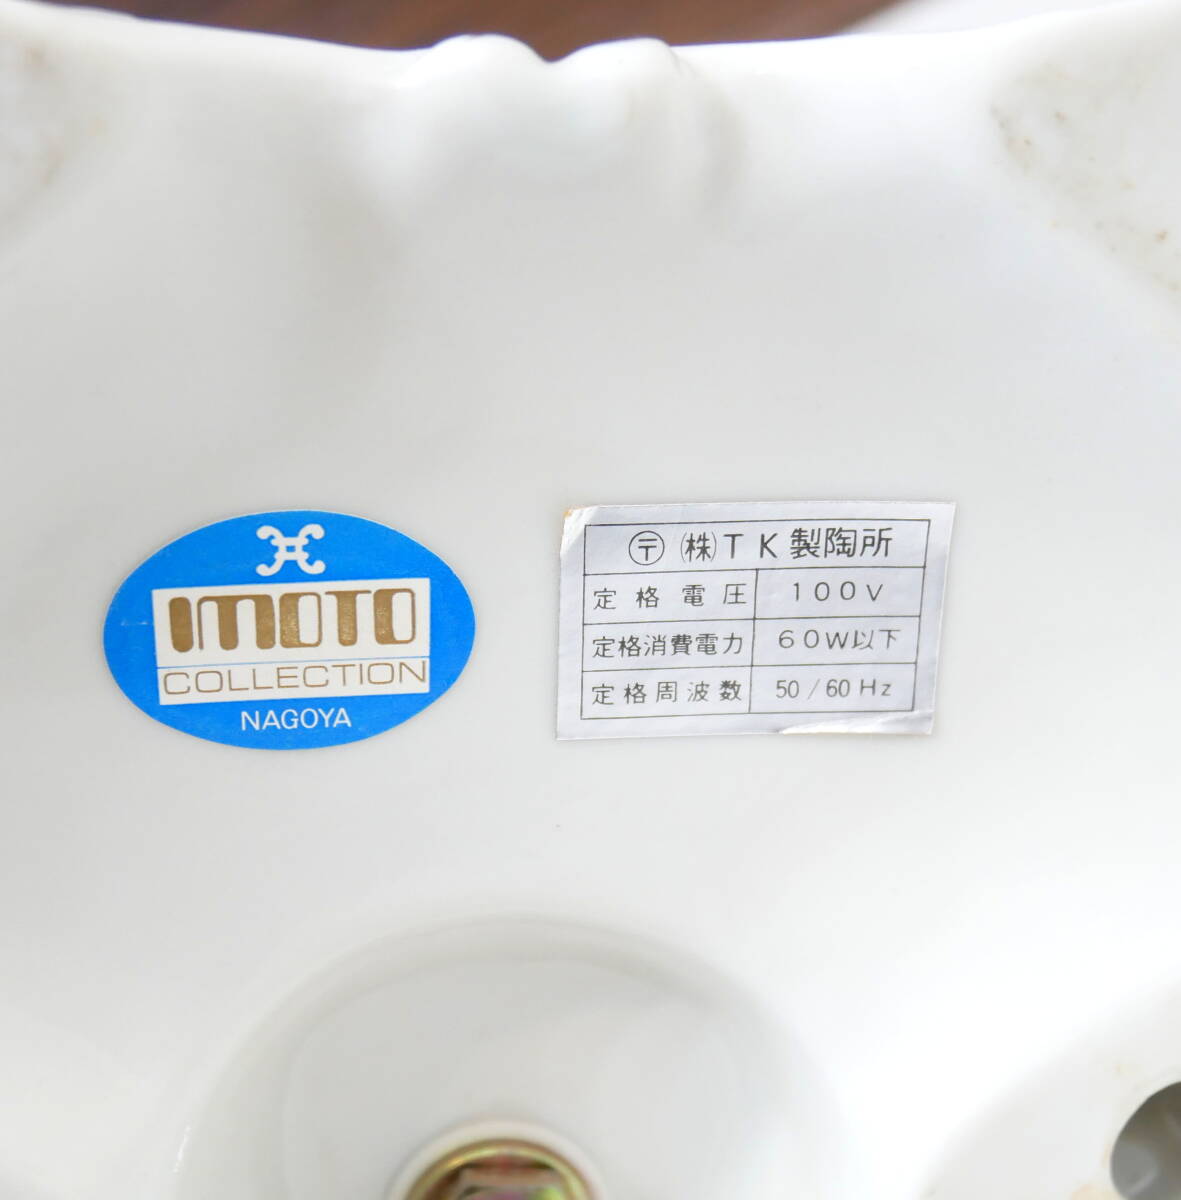 IMOTO
COLLECTION
NAGOYA
〶 ㈱TK製陶所
定格電圧 100V
定格消費電力 60W以下
定格周波数 50/60Hz